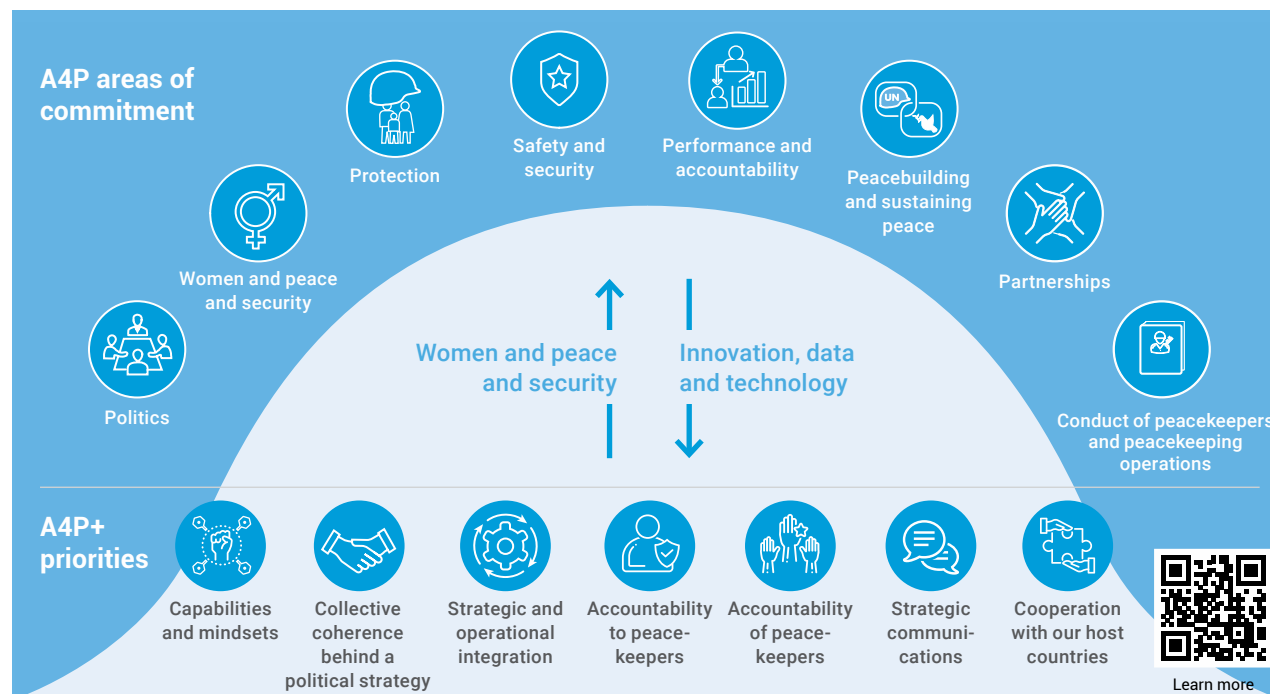 A4P areas of
commitment
Politics
Women and peace
and security
Protection
Safety and
security
Performance and
accountability
UN
Peacebuilding
and sustaining
peace
Partnerships
Conduct of peacekeepers
and peacekeeping
operations
Women and peace
and security
Innovation, data
and technology
A4P+
priorities
Capabilities
and mindsets
Collective
coherence
behind a
political strategy
Strategic and
operational
integration
Accountability
to peace-
keepers
Accountability
of peace-
keepers
Strategic
communi-
cations
Cooperation
with our host
countries
Learn more